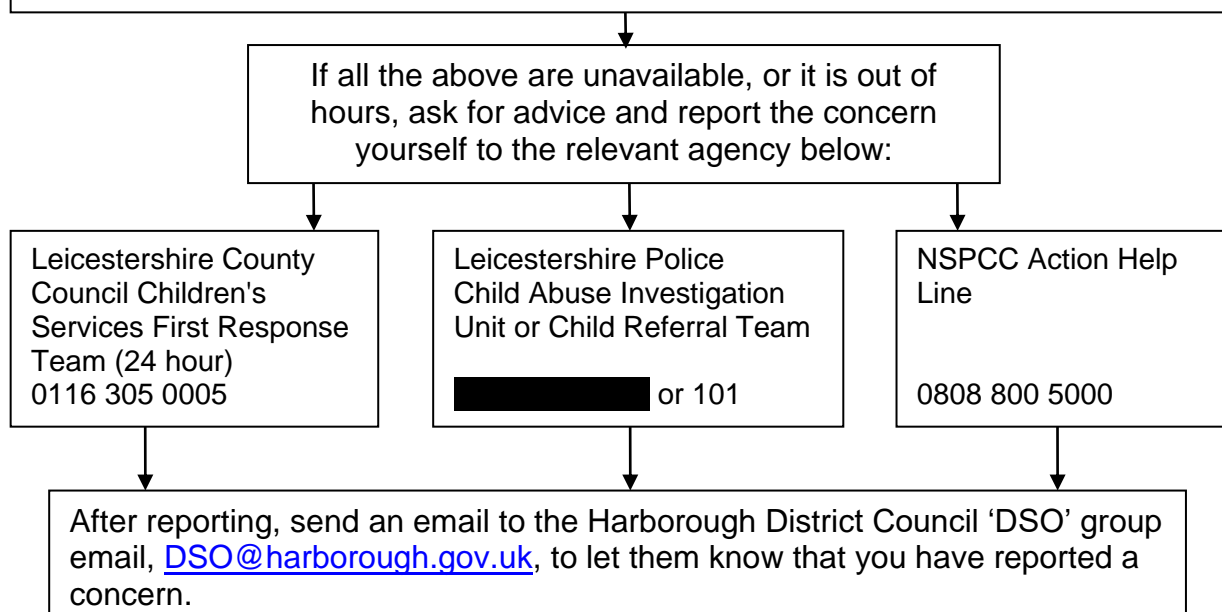 If all the above are unavailable, or it is out of
hours, ask for advice and report the concern
yourself to the relevant agency below:
Leicestershire County
Council Children's
Services First Response
Team (24 hour)
0116 305 0005
Leicestershire Police
Child Abuse Investigation
Unit or Child Referral Team
or 101
NSPCC Action Help
Line
0808 800 5000
After reporting, send an email to the Harborough District Council ‘DSO’ group
email, DSO@harborough.gov.uk, to let them know that you have reported a
concern.